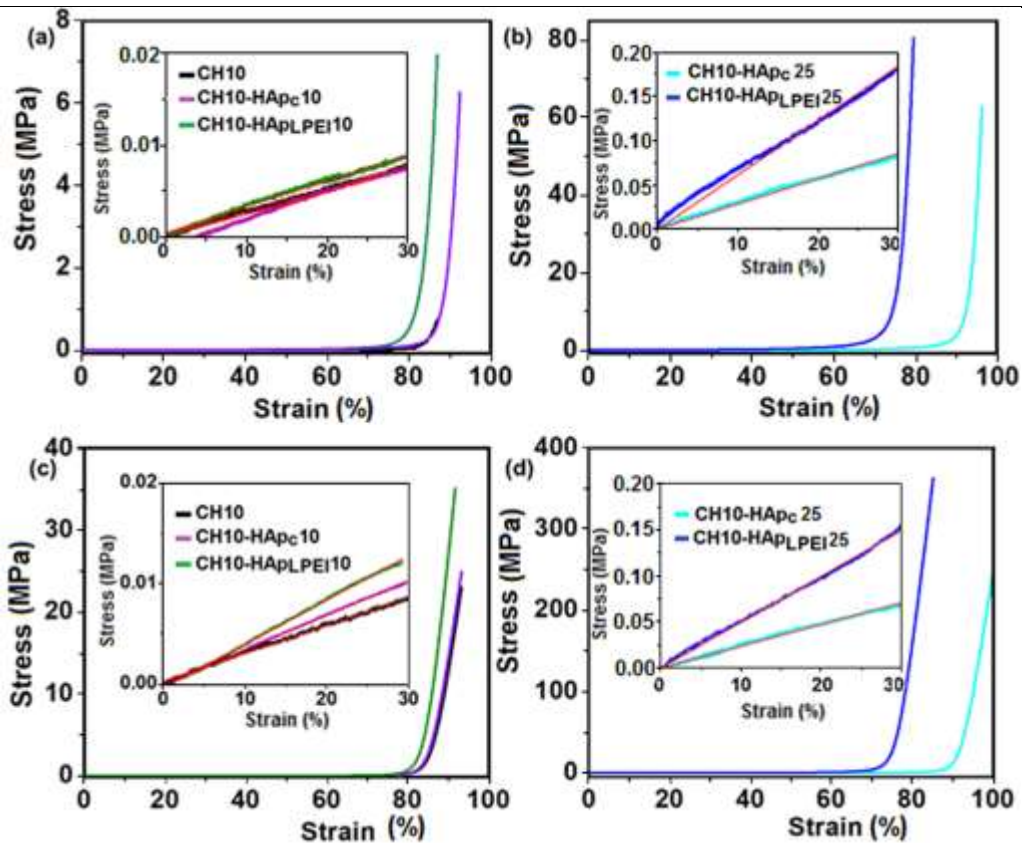 (a)
8
6
4
2
0
Stress (MPa)
0 20 40 60 80 100
Strain (%)
0.02
0.01
0.00
Stress (MPa)
0 10 20 30
Strain (%)
CH10
CH10-HApc10
CH10-HApLPEI10
(b)
80
60
40
20
0
Stress (MPa)
0 20 40 60 80 100
Strain (%)
0.20
0.15
0.10
0.05
0.00
Stress (MPa)
0 10 20 30
Strain (%)
CH10-HApc 25
CH10-HApLPEI25
(c)
40
30
20
10
0
Stress (MPa)
0 20 40 60 80 100
Strain (%)
0.02
0.01
0.00
Stress (MPa)
0 10 20 30
Strain (%)
CH10
CH10-HApc10
CH10-HApLPEI10
(d)
400
300
200
100
0
Stress (MPa)
0 20 40 60 80 100
Strain (%)
0.20
0.15
0.10
0.05
0.00
Stress (MPa)
0 10 20 30
Strain (%)
CH10-HApc 25
CH10-HApLPEI25